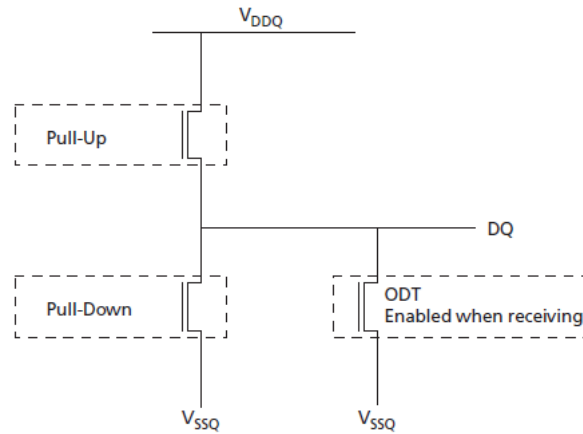 VDDQ
Pull-Up
DQ
Pull-Down
ODT
Enabled when receiving
VSSQ
VSSQ